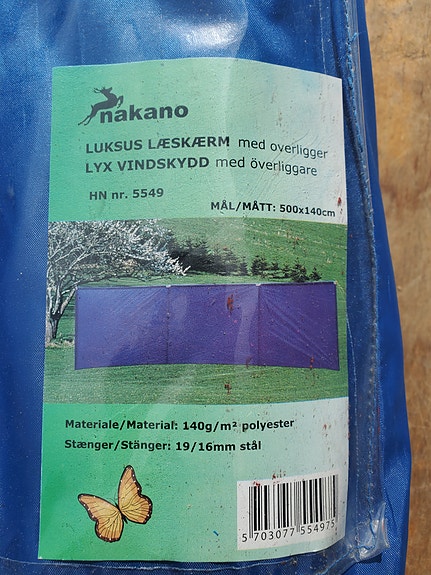 nakano
LUKSUS LÆSKÆRM med overligger
LYX VINDSKYDD med överliggare
HN nr. 5549
MÅL/MÅTT: 500x140cm
Materiale/Material: 140g/m² polyester
Stænger/Stänger: 19/16mm stål
5 703077 554975